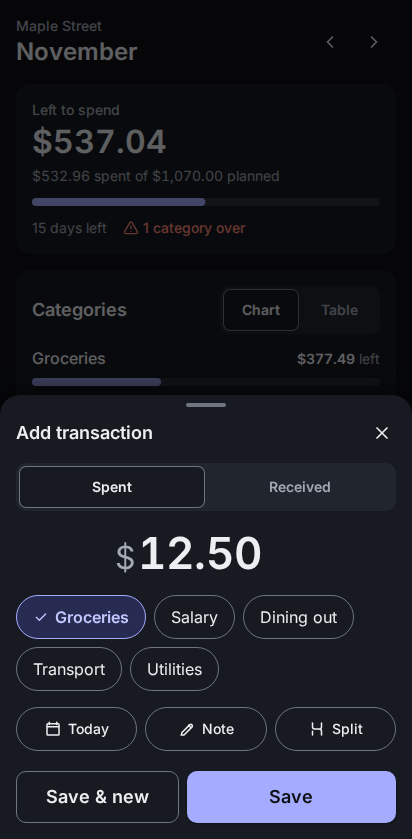 Maple Street
November
Left to spend
$537.04
$532.96 spent of $1,070.00 planned
15 days left 1 category over
Categories Chart Table
Groceries $377.49 left
Add transaction
Spent Received
$12.50
Groceries Salary Dining out
Transport Utilities
Today Note Split
Save & new Save